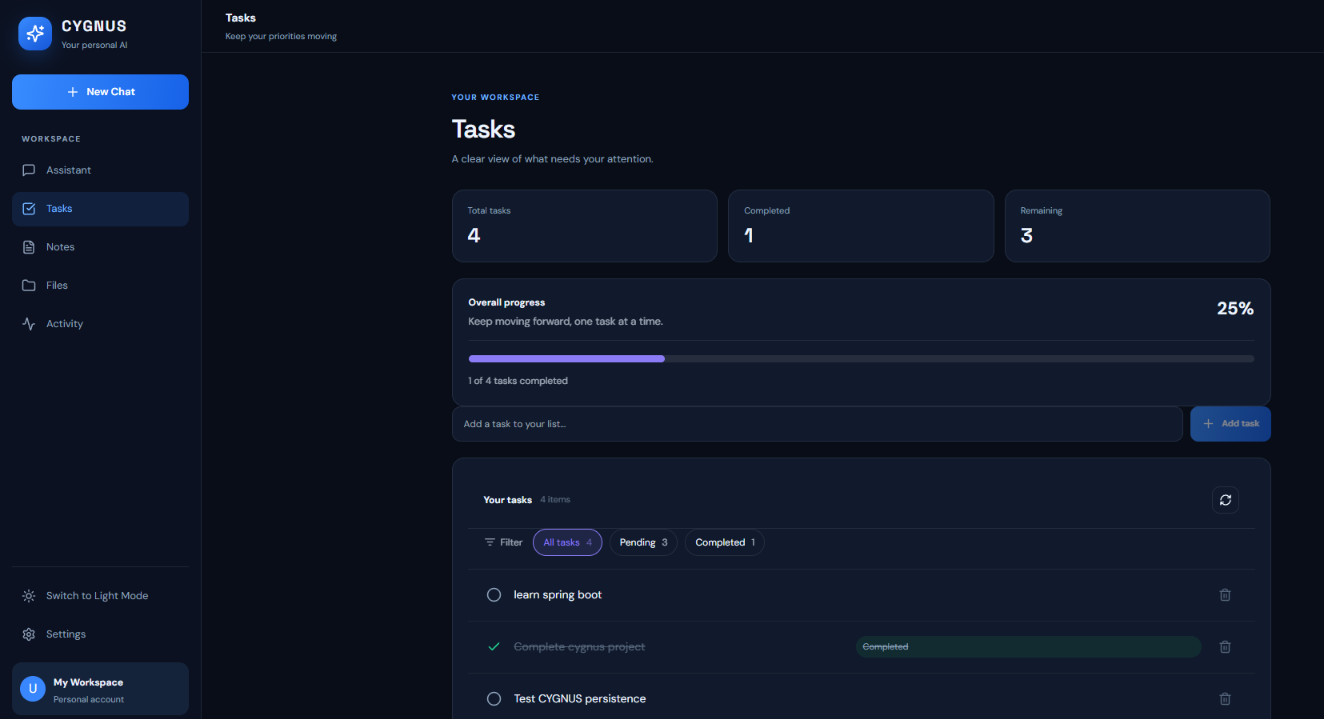 CYGNUS
Your personal AI
New Chat
WORKSPACE
Assistant
Tasks
Notes
Files
Activity
Switch to Light Mode
Settings
U
My Workspace
Personal account
Tasks
Keep your priorities moving
YOUR WORKSPACE
Tasks
A clear view of what needs your attention.
Total tasks
4
Completed
1
Remaining
3
Overall progress
Keep moving forward, one task at a time.
25%
1 of 4 tasks completed
Add a task to your list...
Add task
Your tasks 4 items
Filter All tasks 4 Pending 3 Completed 1
learn spring boot
Complete cygnus project Completed
Test CYGNUS persistence